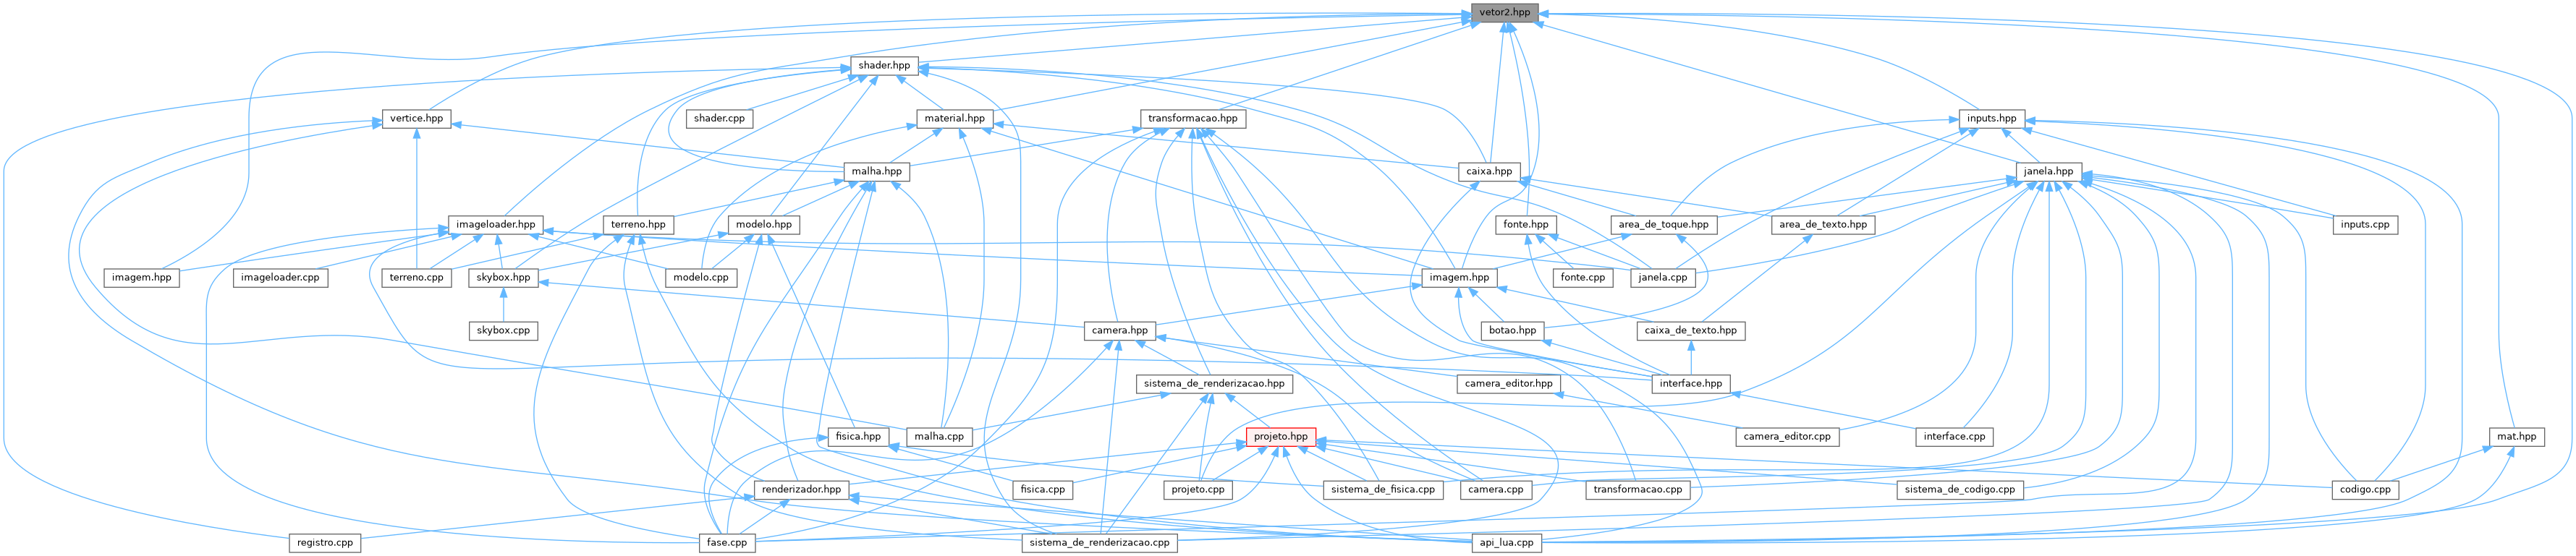 vetor2.hpp
shader.hpp
vertice.hpp
shader.cpp
material.hpp
transformacao.hpp
inputs.hpp
malha.hpp
caixa.hpp
janela.hpp
imageloader.hpp
terreno.hpp
modelo.hpp
fonte.hpp
area_de_toque.hpp
area_de_texto.hpp
inputs.cpp
imagem.hpp
imageloader.cpp
terreno.cpp
skybox.hpp
modelo.cpp
imagem.hpp
fonte.cpp
janela.cpp
skybox.cpp
camera.hpp
botao.hpp
caixa_de_texto.hpp
sistema_de_renderizacao.hpp
camera_editor.hpp
interface.hpp
fisica.hpp
malha.cpp
projeto.hpp
camera_editor.cpp
interface.cpp
mat.hpp
renderizador.hpp
fisica.cpp
projeto.cpp
sistema_de_fisica.cpp
camera.cpp
transformacao.cpp
sistema_de_codigo.cpp
codigo.cpp
registro.cpp
fase.cpp
sistema_de_renderizacao.cpp
api_lua.cpp